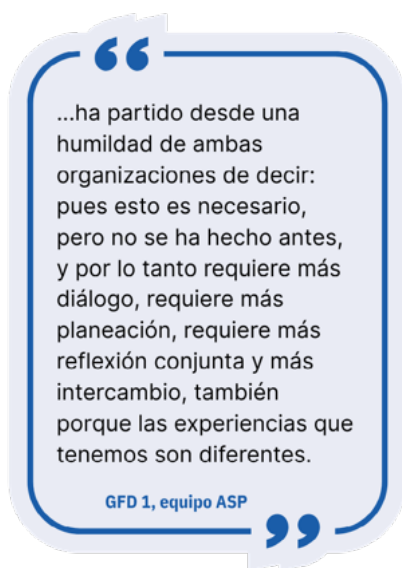 “
...ha partido desde una
humildad de ambas
organizaciones de decir:
pues esto es necesario,
pero no se ha hecho antes,
y por lo tanto requiere más
diálogo, requiere más
planeación, requiere más
reflexión conjunta y más
intercambio, también
porque las experiencias que
tenemos son diferentes.
GFD 1, equipo ASP
”